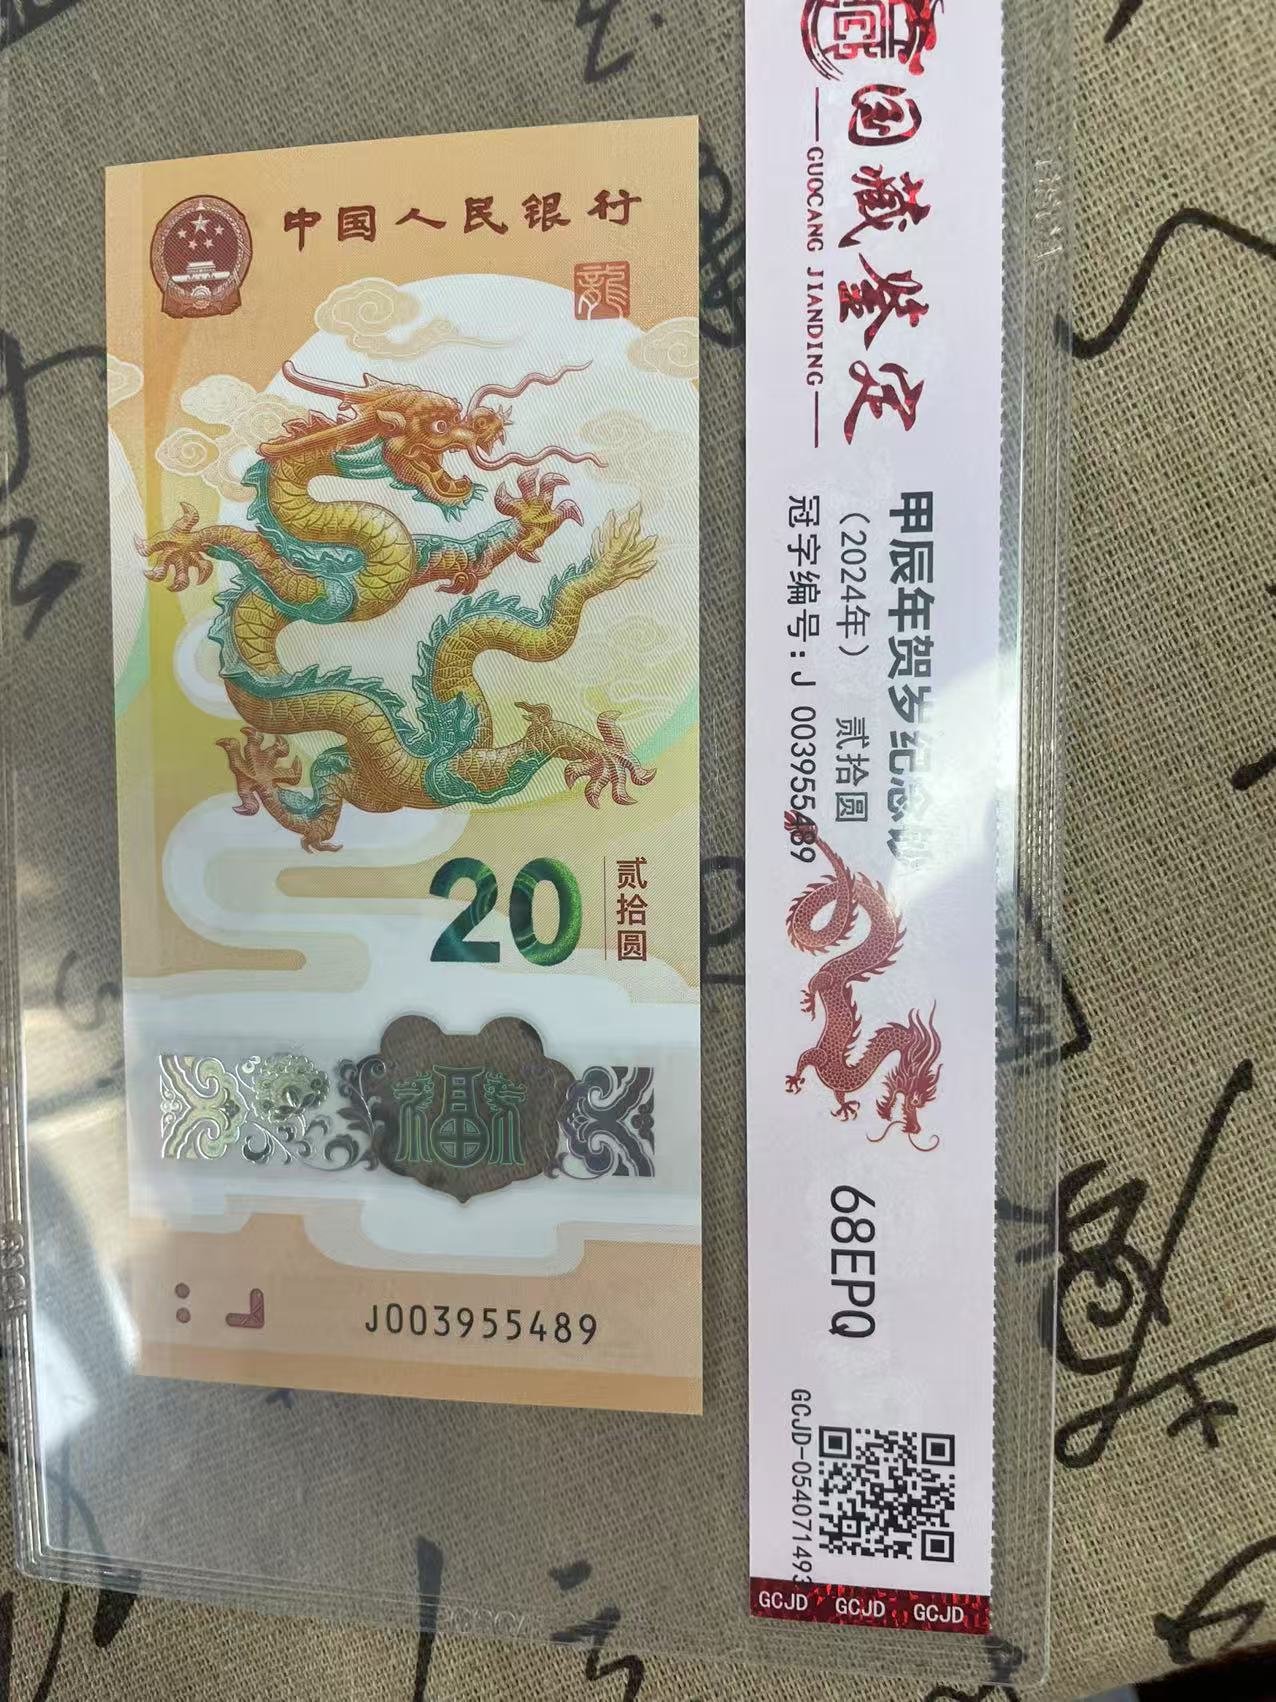 中国人民银行
龍
20
贰拾圆
福
J003955489
国藏鉴定
GUOCANG JIANDING
甲辰年贺岁纪念钞
(2024年) 贰拾圆
冠字编号：J 003955489
68EPQ
GCJD-054071493
GCJD GCJD GCJD